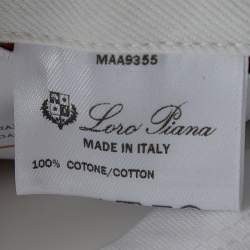 MAA9355
Loro Piana
MADE IN ITALY
100% COTONE/COTTON